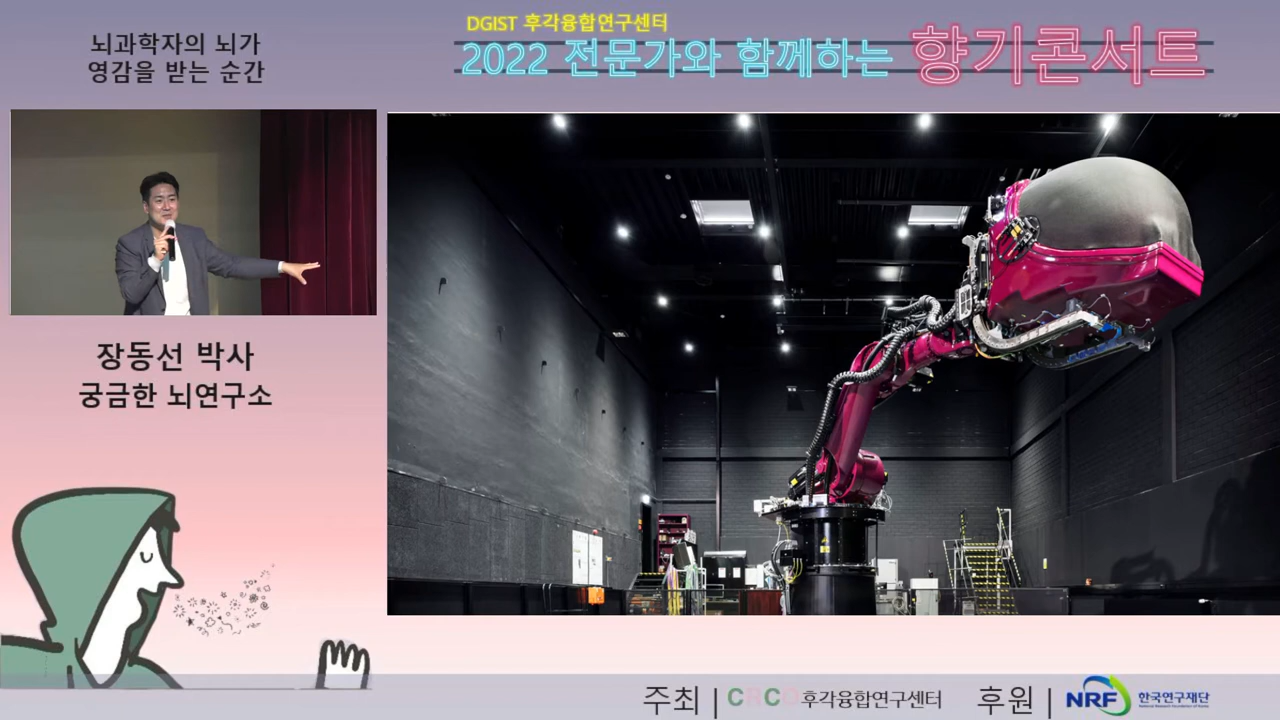 뇌과학자의 뇌가
영감을 받는 순간
DGIST 후각융합연구센터
2022 전문가와 함께하는 향기콘서트
장동선 박사
궁금한 뇌연구소
주최 | CRCO 후각융합연구센터 후원 | NRF 한국연구재단